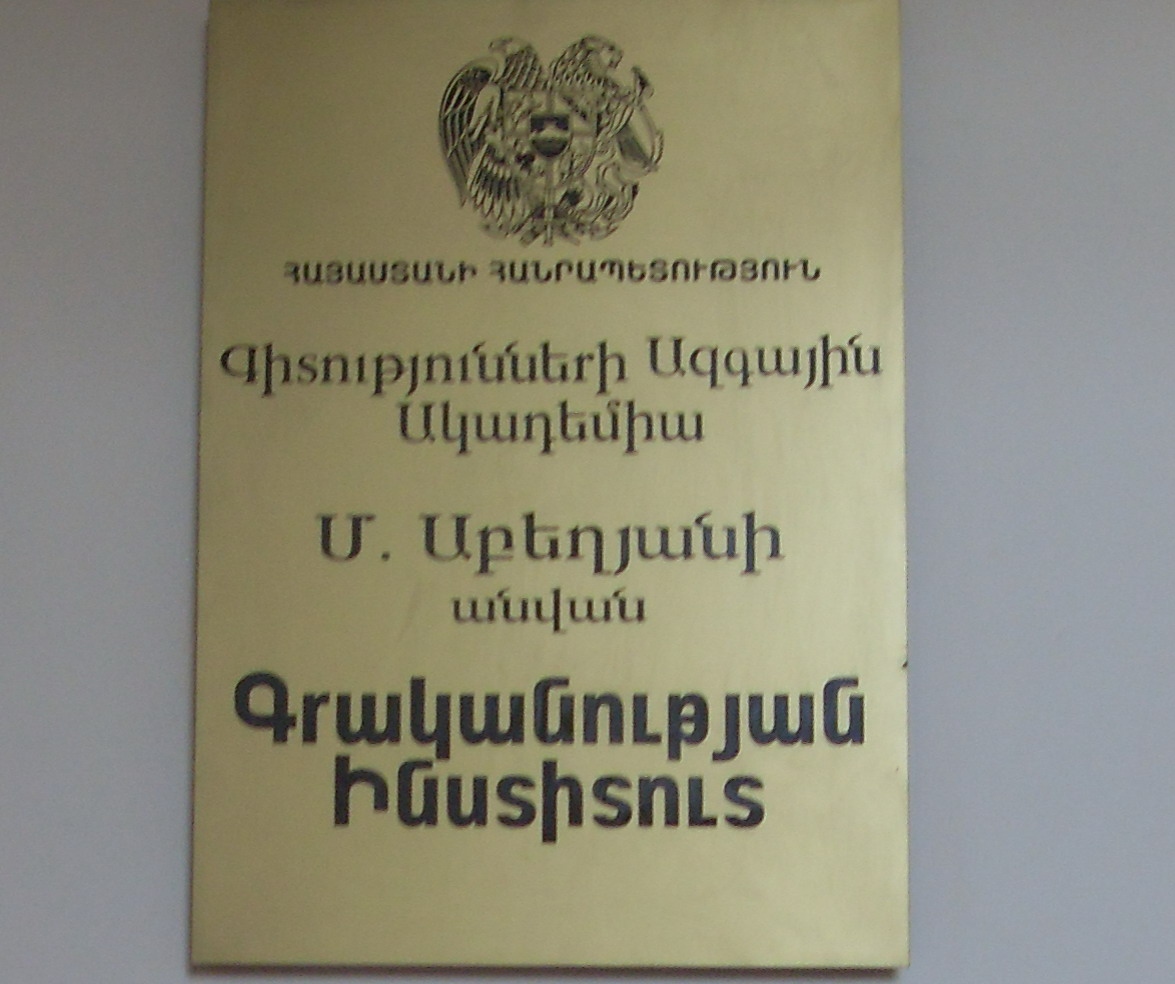 ՀԱՅԱՍՏԱՆԻ ՀԱՆՐԱՊԵՏՈՒԹՅՈՒՆ
Գիտությունների Ազգային
Ակադեմիա
Մ. Աբեղյանի
անվան
Գրականության
Ինստիտուտ